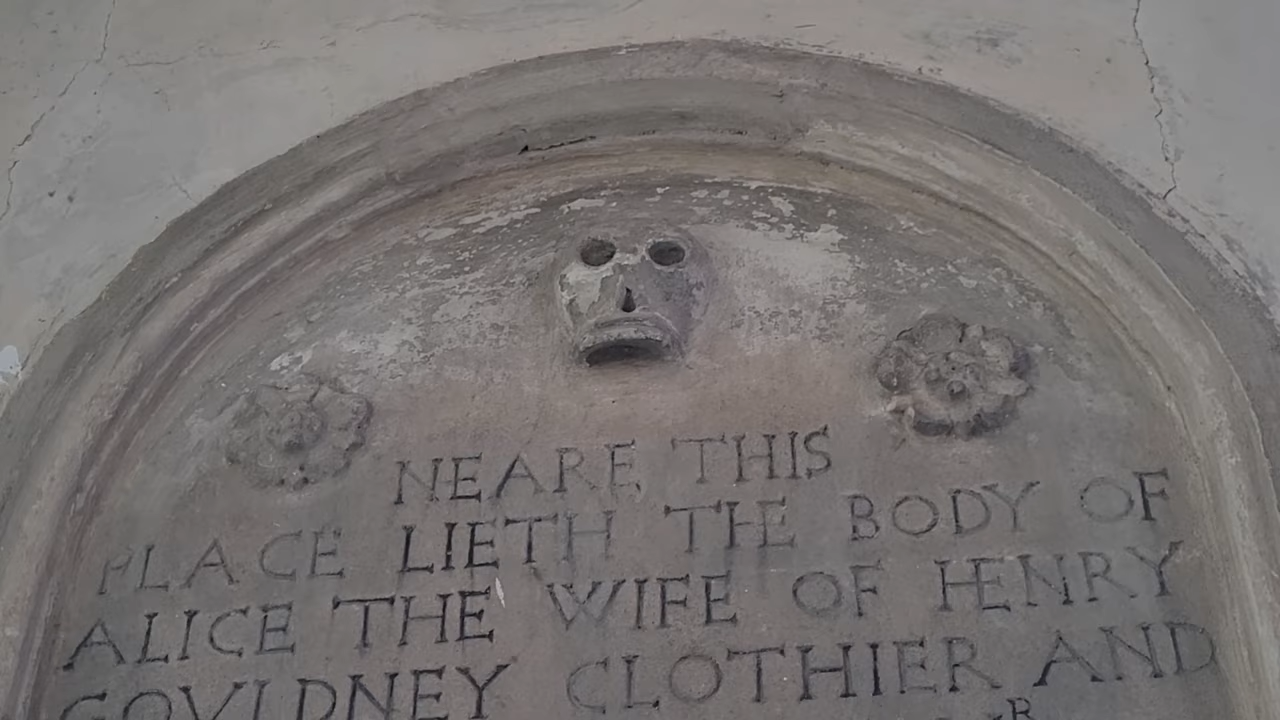 NEARE THIS
PLACE LIETH THE BODY OF
ALICE THE WIFE OF HENRY
GOVLDNEY CLOTHIER AND